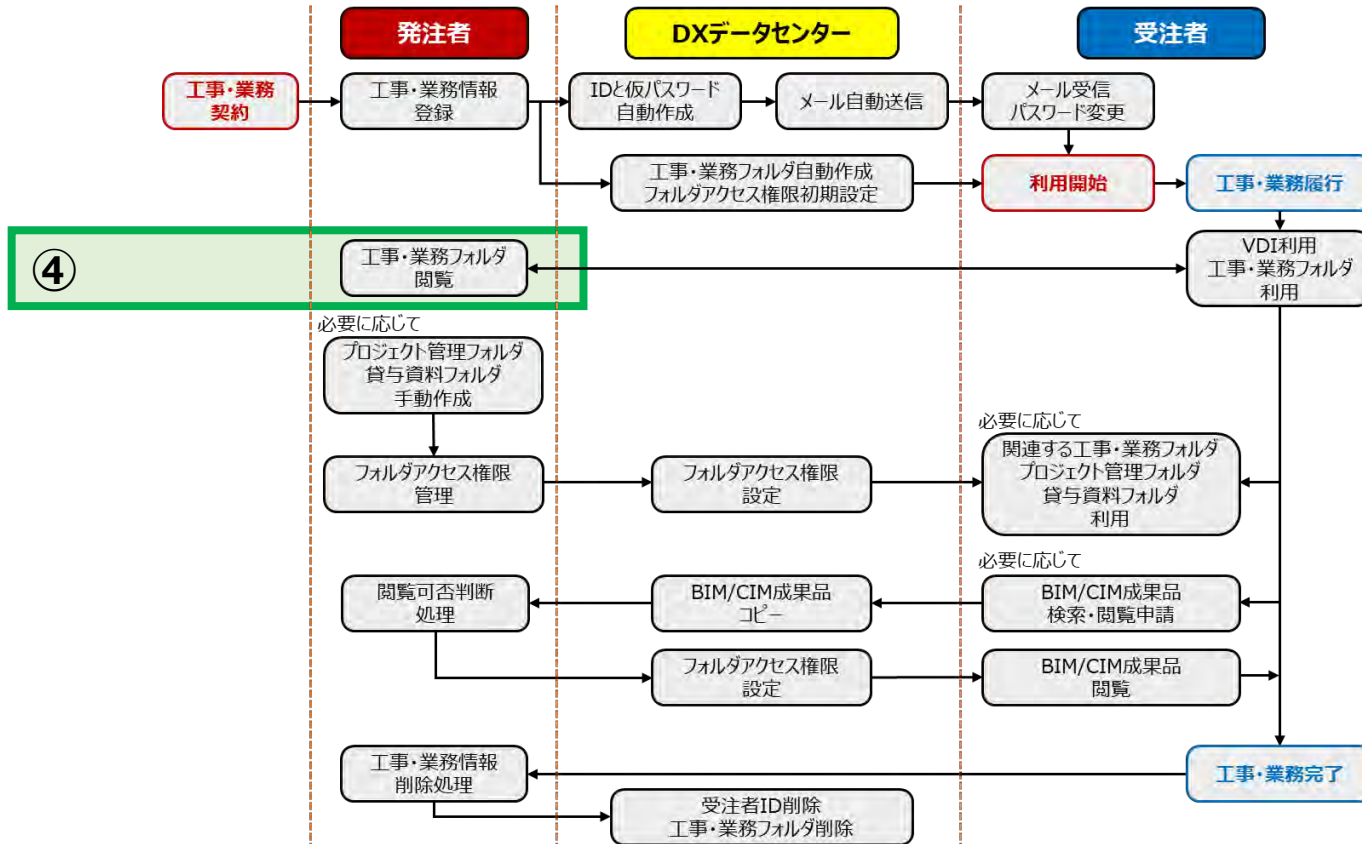 発注者
DXデータセンター
受注者
工事・業務
契約
工事・業務情報
登録
IDと仮パスワード
自動作成
メール自動送信
メール受信
パスワード変更
工事・業務フォルダ自動作成
フォルダアクセス権限初期設定
利用開始
工事・業務履行
④
工事・業務フォルダ
閲覧
VDI利用
工事・業務フォルダ
利用
必要に応じて
プロジェクト管理フォルダ
貸与資料フォルダ
手動作成
必要に応じて
フォルダアクセス権限
管理
フォルダアクセス権限
設定
関連する工事・業務フォルダ
プロジェクト管理フォルダ
貸与資料フォルダ
利用
必要に応じて
閲覧可否判断
処理
BIM/CIM成果品
コピー
BIM/CIM成果品
検索・閲覧申請
フォルダアクセス権限
設定
BIM/CIM成果品
閲覧
工事・業務情報
削除処理
工事・業務完了
受注者ID削除
工事・業務フォルダ削除